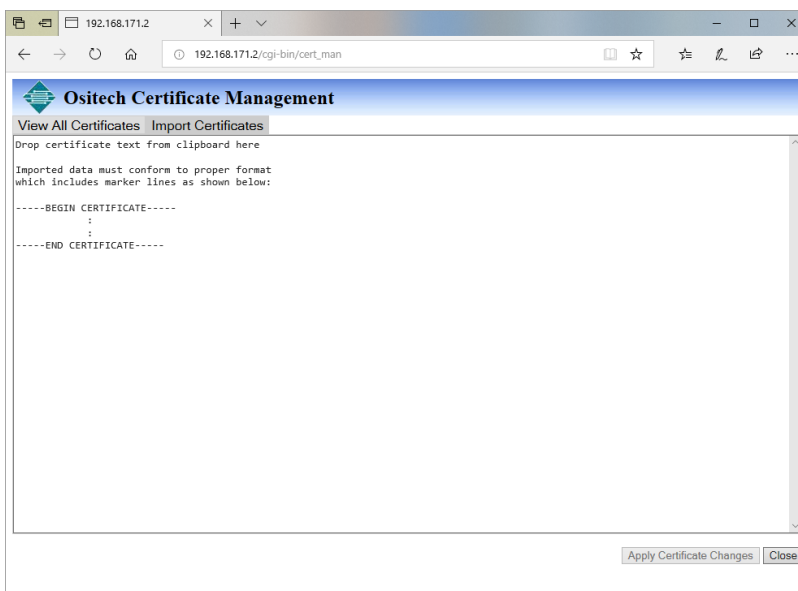 192.168.171.2
192.168.171.2/cgi-bin/cert_man
Ositech Certificate Management
View All Certificates Import Certificates
Drop certificate text from clipboard here
Imported data must conform to proper format
which includes marker lines as shown below:
-----BEGIN CERTIFICATE-----
:
:
-----END CERTIFICATE-----
Apply Certificate Changes Close